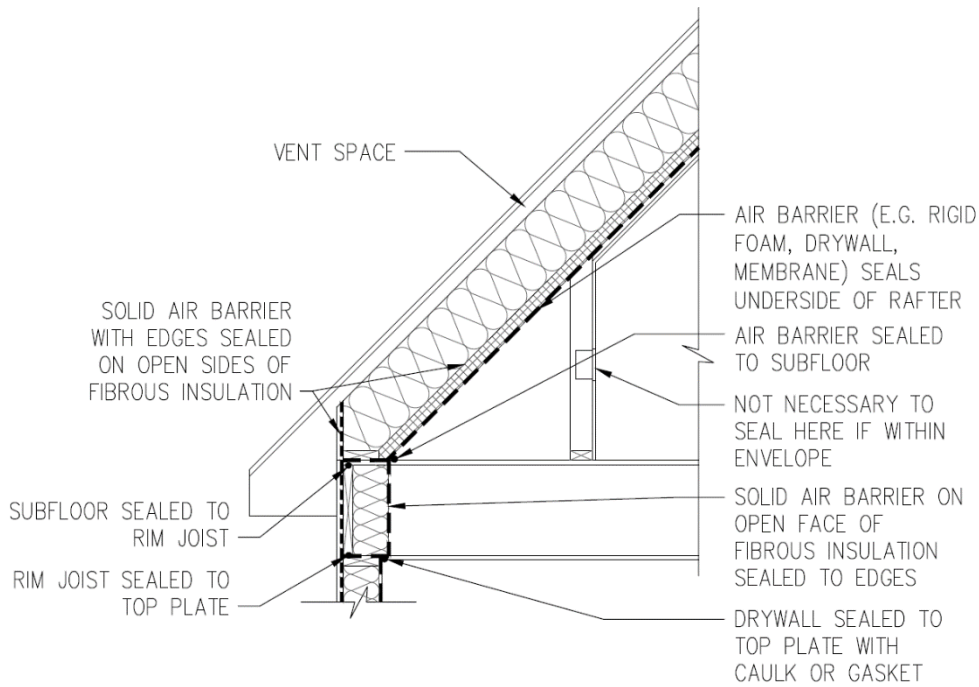 VENT SPACE
SOLID AIR BARRIER
WITH EDGES SEALED
ON OPEN SIDES OF
FIBROUS INSULATION
SUBFLOOR SEALED TO
RIM JOIST
RIM JOIST SEALED TO
TOP PLATE
AIR BARRIER (E.G. RIGID
FOAM, DRYWALL,
MEMBRANE) SEALS
UNDERSIDE OF RAFTER
AIR BARRIER SEALED
TO SUBFLOOR
NOT NECESSARY TO
SEAL HERE IF WITHIN
ENVELOPE
SOLID AIR BARRIER ON
OPEN FACE OF
FIBROUS INSULATION
SEALED TO EDGES
DRYWALL SEALED TO
TOP PLATE WITH
CAULK OR GASKET